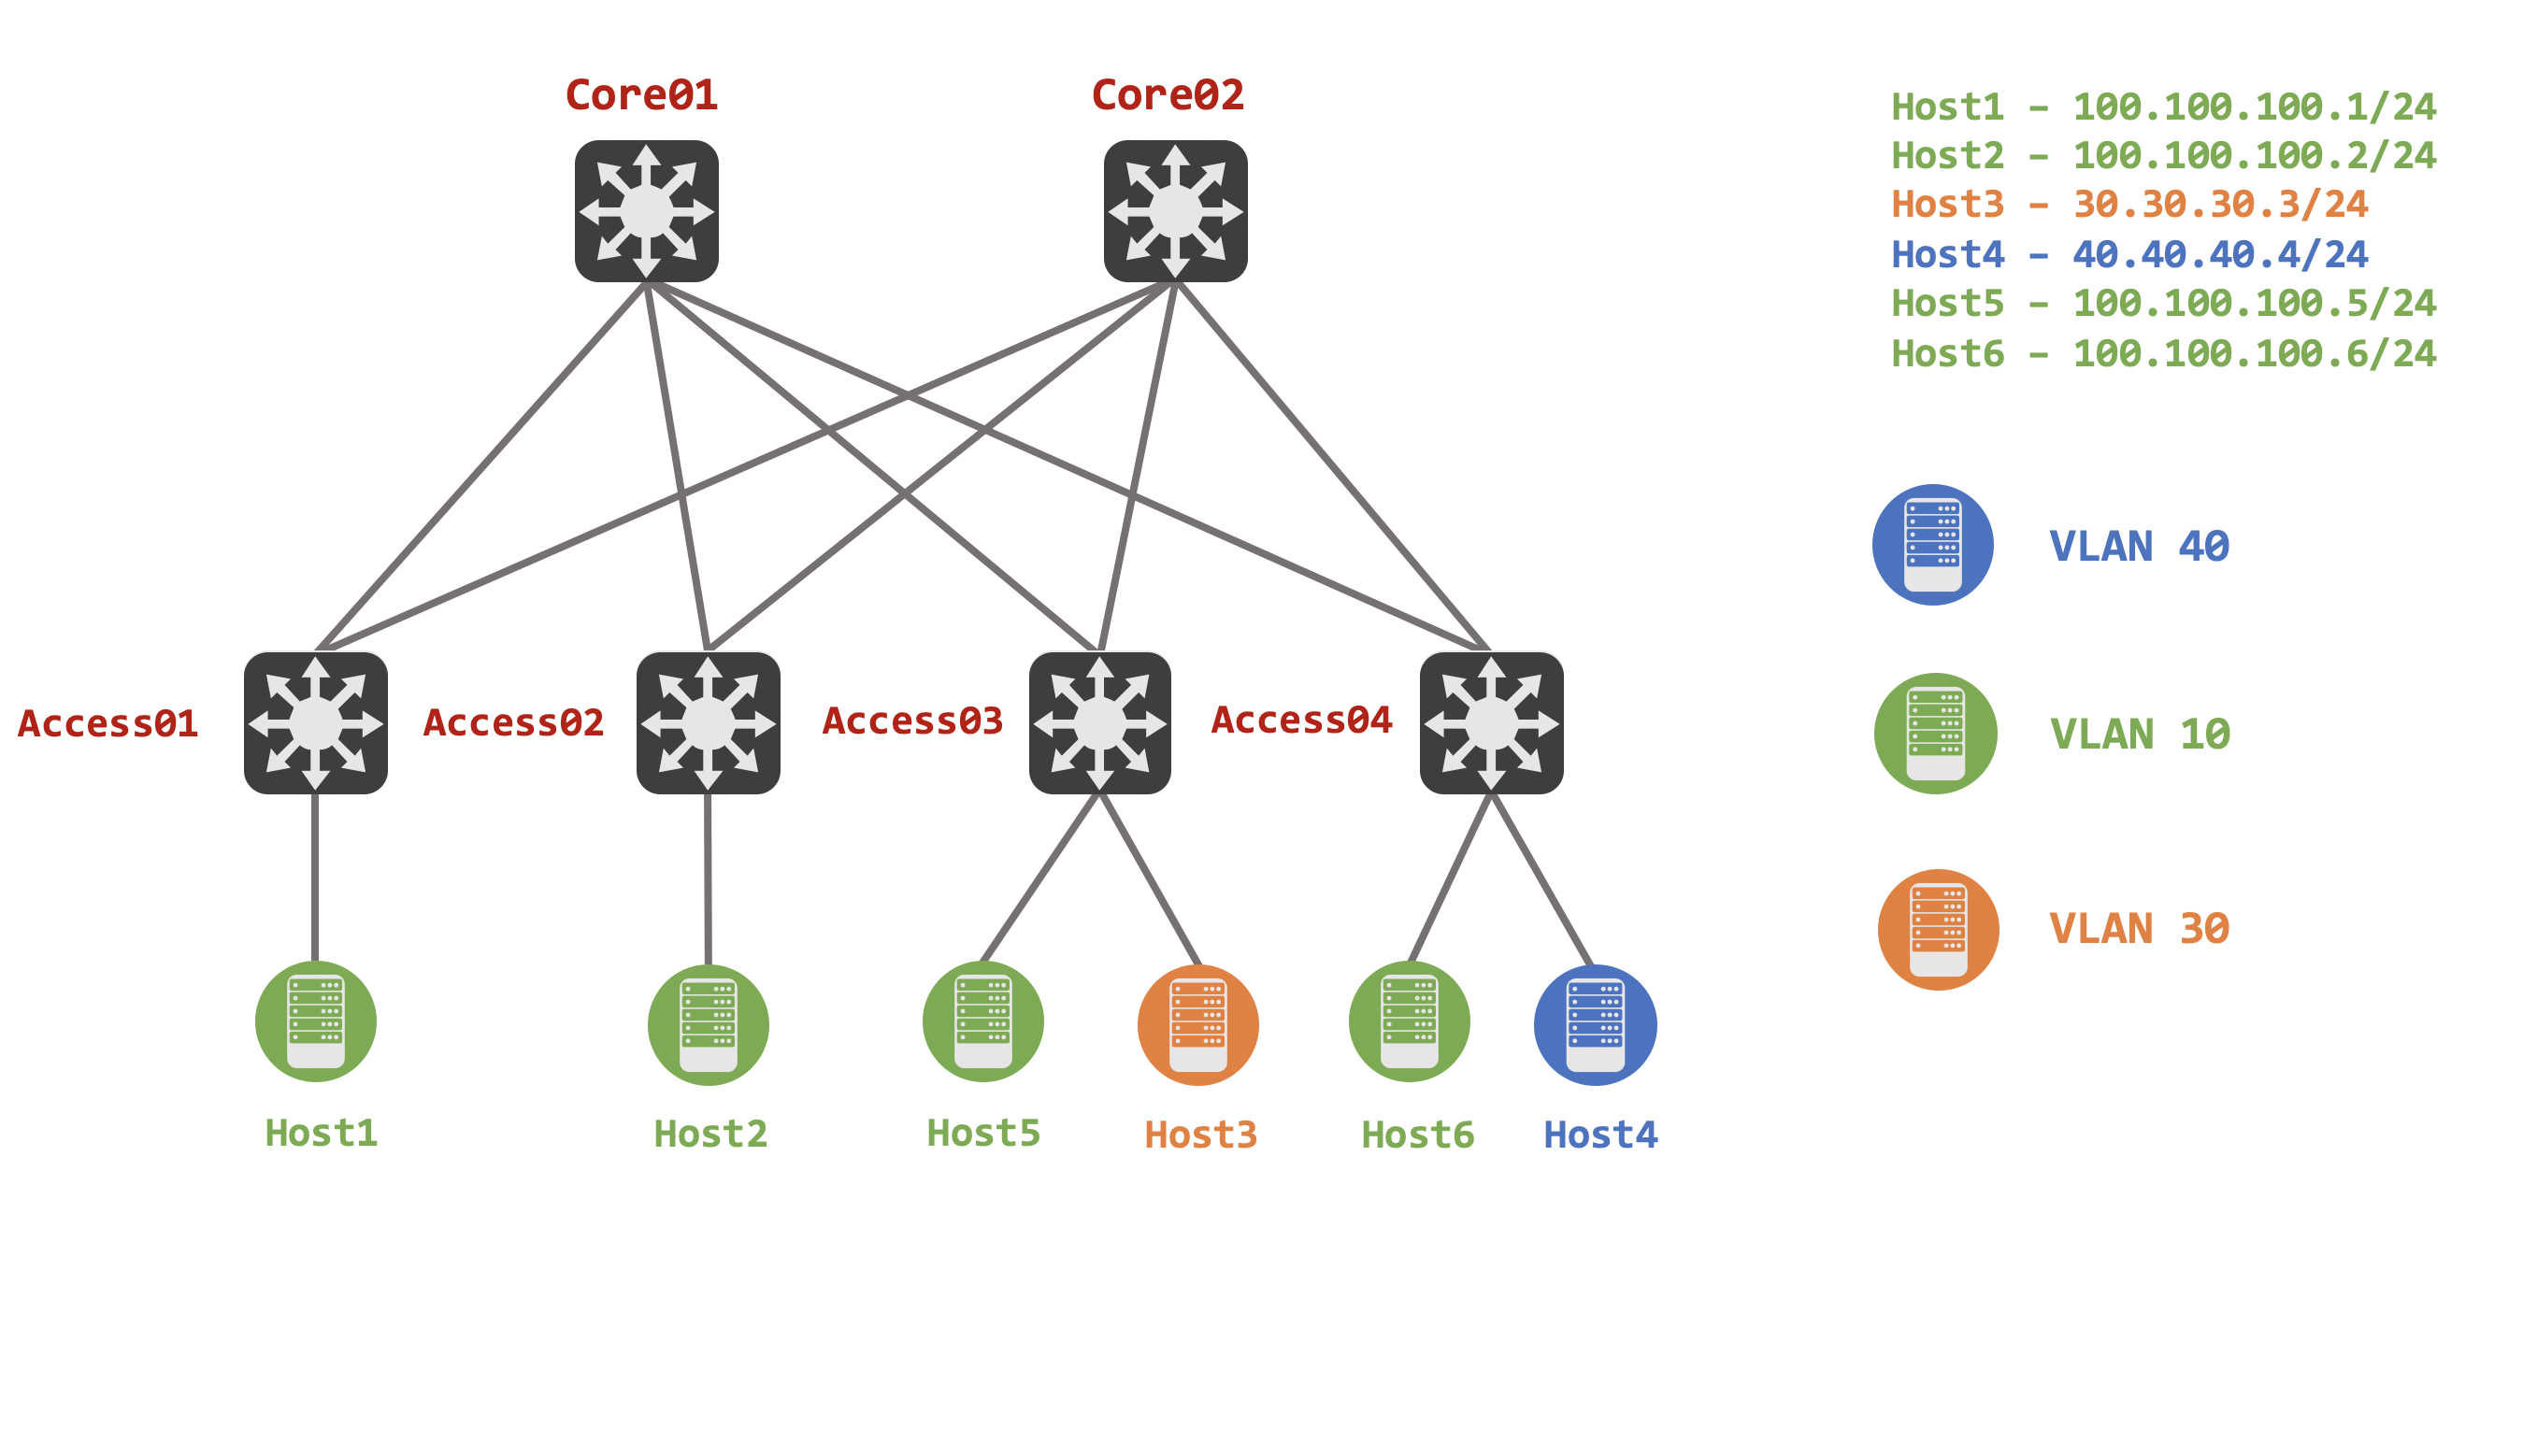 Core01
Core02
Host1 – 100.100.100.1/24
Host2 – 100.100.100.2/24
Host3 – 30.30.30.3/24
Host4 – 40.40.40.4/24
Host5 – 100.100.100.5/24
Host6 – 100.100.100.6/24
VLAN 40
VLAN 10
VLAN 30
Access01
Access02
Access03
Access04
Host1
Host2
Host5
Host3
Host6
Host4